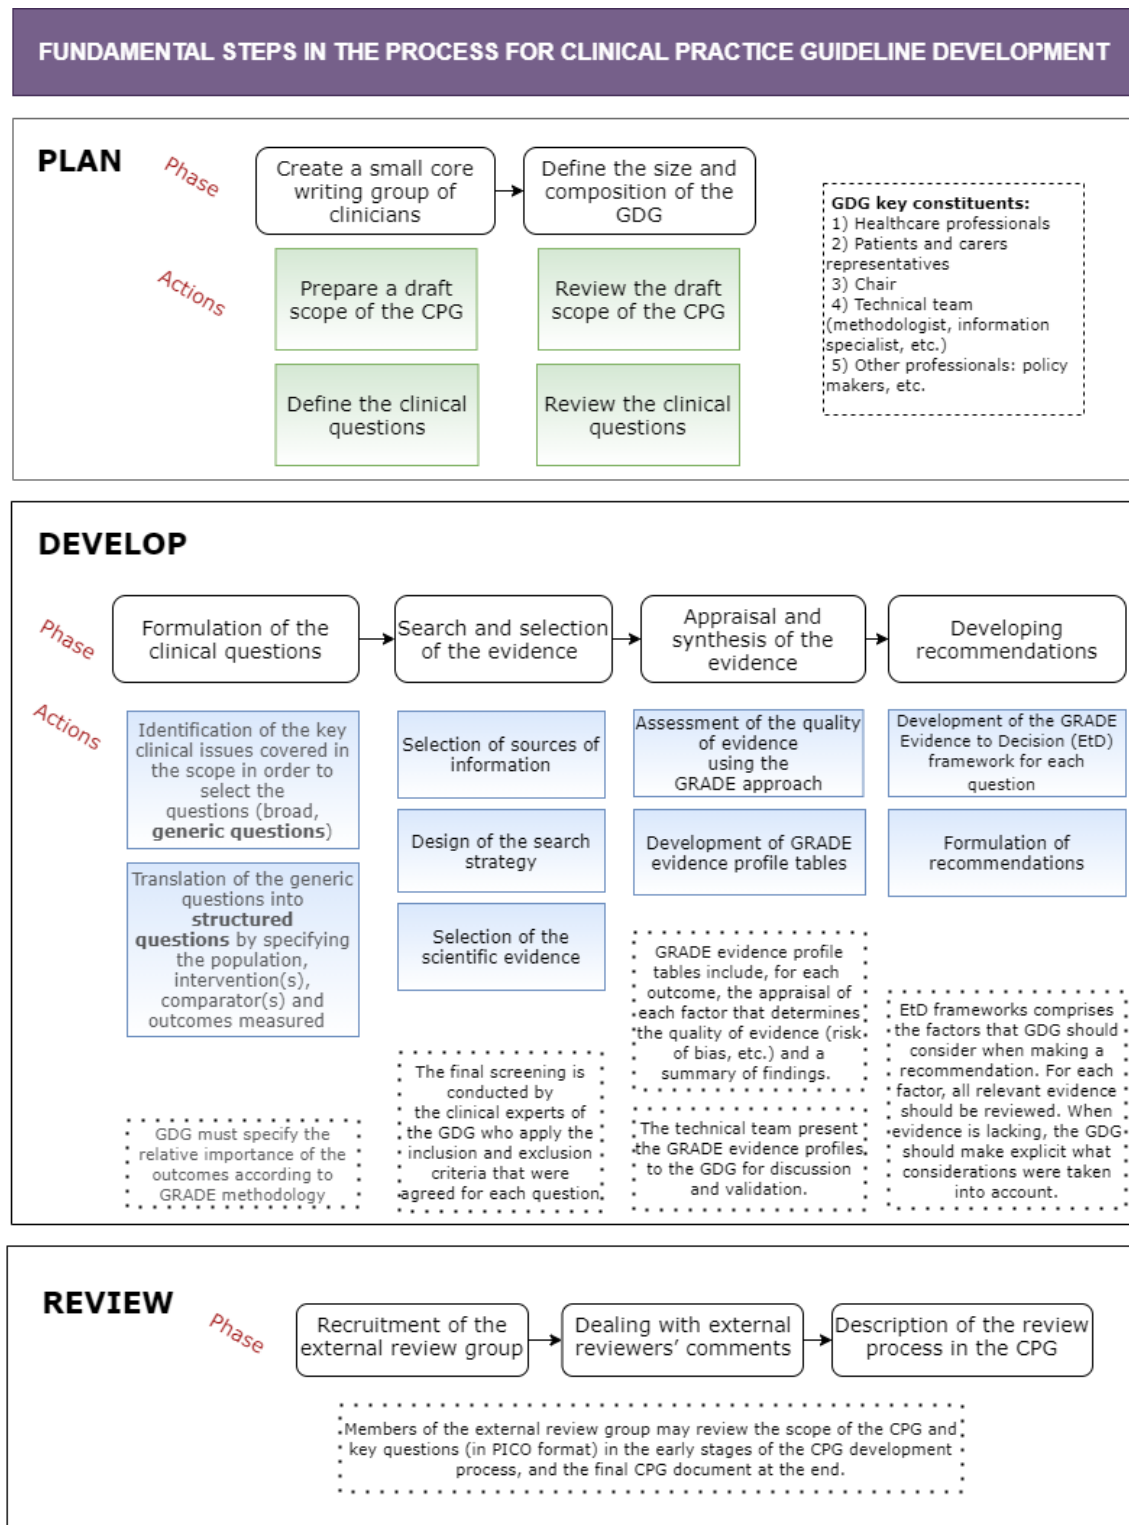 FUNDAMENTAL STEPS IN THE PROCESS FOR CLINICAL PRACTICE GUIDELINE DEVELOPMENT
PLAN
Phase
Create a small core
writing group of
clinicians
Define the size and
composition of the
GDG
Actions
Prepare a draft
scope of the CPG
Review the draft
scope of the CPG
Define the clinical
questions
Review the clinical
questions
GDG key constituents:
1) Healthcare professionals
2) Patients and carers
representatives
3) Chair
4) Technical team
(methodologist, information
specialist, etc.)
5) Other professionals: policy
makers, etc.
DEVELOP
Phase
Formulation of the
clinical questions
Search and selection
of the evidence
Appraisal and
synthesis of the
evidence
Developing
recommendations
Actions
Identification of the key
clinical issues covered in
the scope in order to
select the
questions (broad,
generic questions)
Translation of the generic
questions into
structured
questions by specifying
the population,
intervention(s),
comparator(s) and
outcomes measured
GDG must specify the
relative importance of the
outcomes according to
GRADE methodology
Selection of sources of
information
Design of the search
strategy
Selection of the
scientific evidence
The final screening is
conducted by
the clinical experts of
the GDG who apply the
inclusion and exclusion
criteria that were
agreed for each question.
Assessment of the quality
of evidence
using the
GRADE approach
Development of GRADE
evidence profile tables
GRADE evidence profile
tables include, for each
outcome, the appraisal of
each factor that determines
the quality of evidence (risk
of bias, etc.) and a
summary of findings.
The technical team present
the GRADE evidence profiles
to the GDG for discussion
and validation.
Development of the GRADE
Evidence to Decision (EtD)
framework for each
question
Formulation of
recommendations
EtD frameworks comprises
the factors that GDG should
consider when making a
recommendation. For each
factor, all relevant evidence
should be reviewed. When
evidence is lacking, the GDG
should make explicit what
considerations were taken
into account.
REVIEW
Phase
Recruitment of the
external review group
Dealing with external
reviewers' comments
Description of the review
process in the CPG
Members of the external review group may review the scope of the CPG and
key questions (in PICO format) in the early stages of the CPG development
process, and the final CPG document at the end.